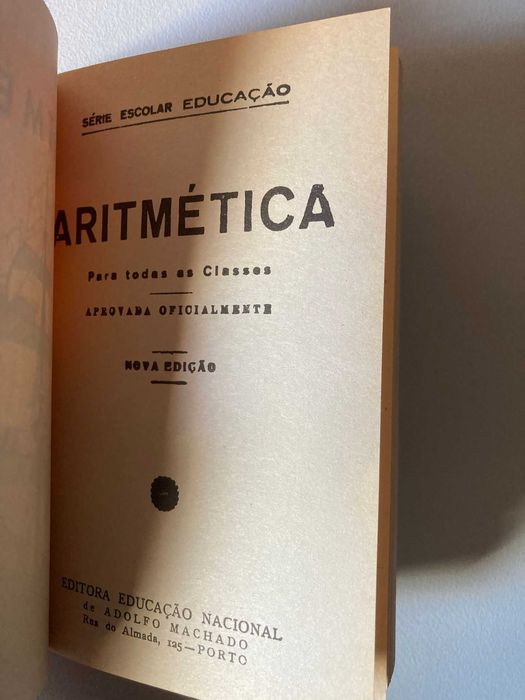 SÉRIE ESCOLAR EDUCAÇÃO
ARITMÉTICA
Para todas as Classes
APROVADA OFICIALMENTE
NOVA EDIÇÃO
EDITORA EDUCAÇÃO NACIONAL
de ADOLFO MACHADO
Rua do Almada, 125—PORTO